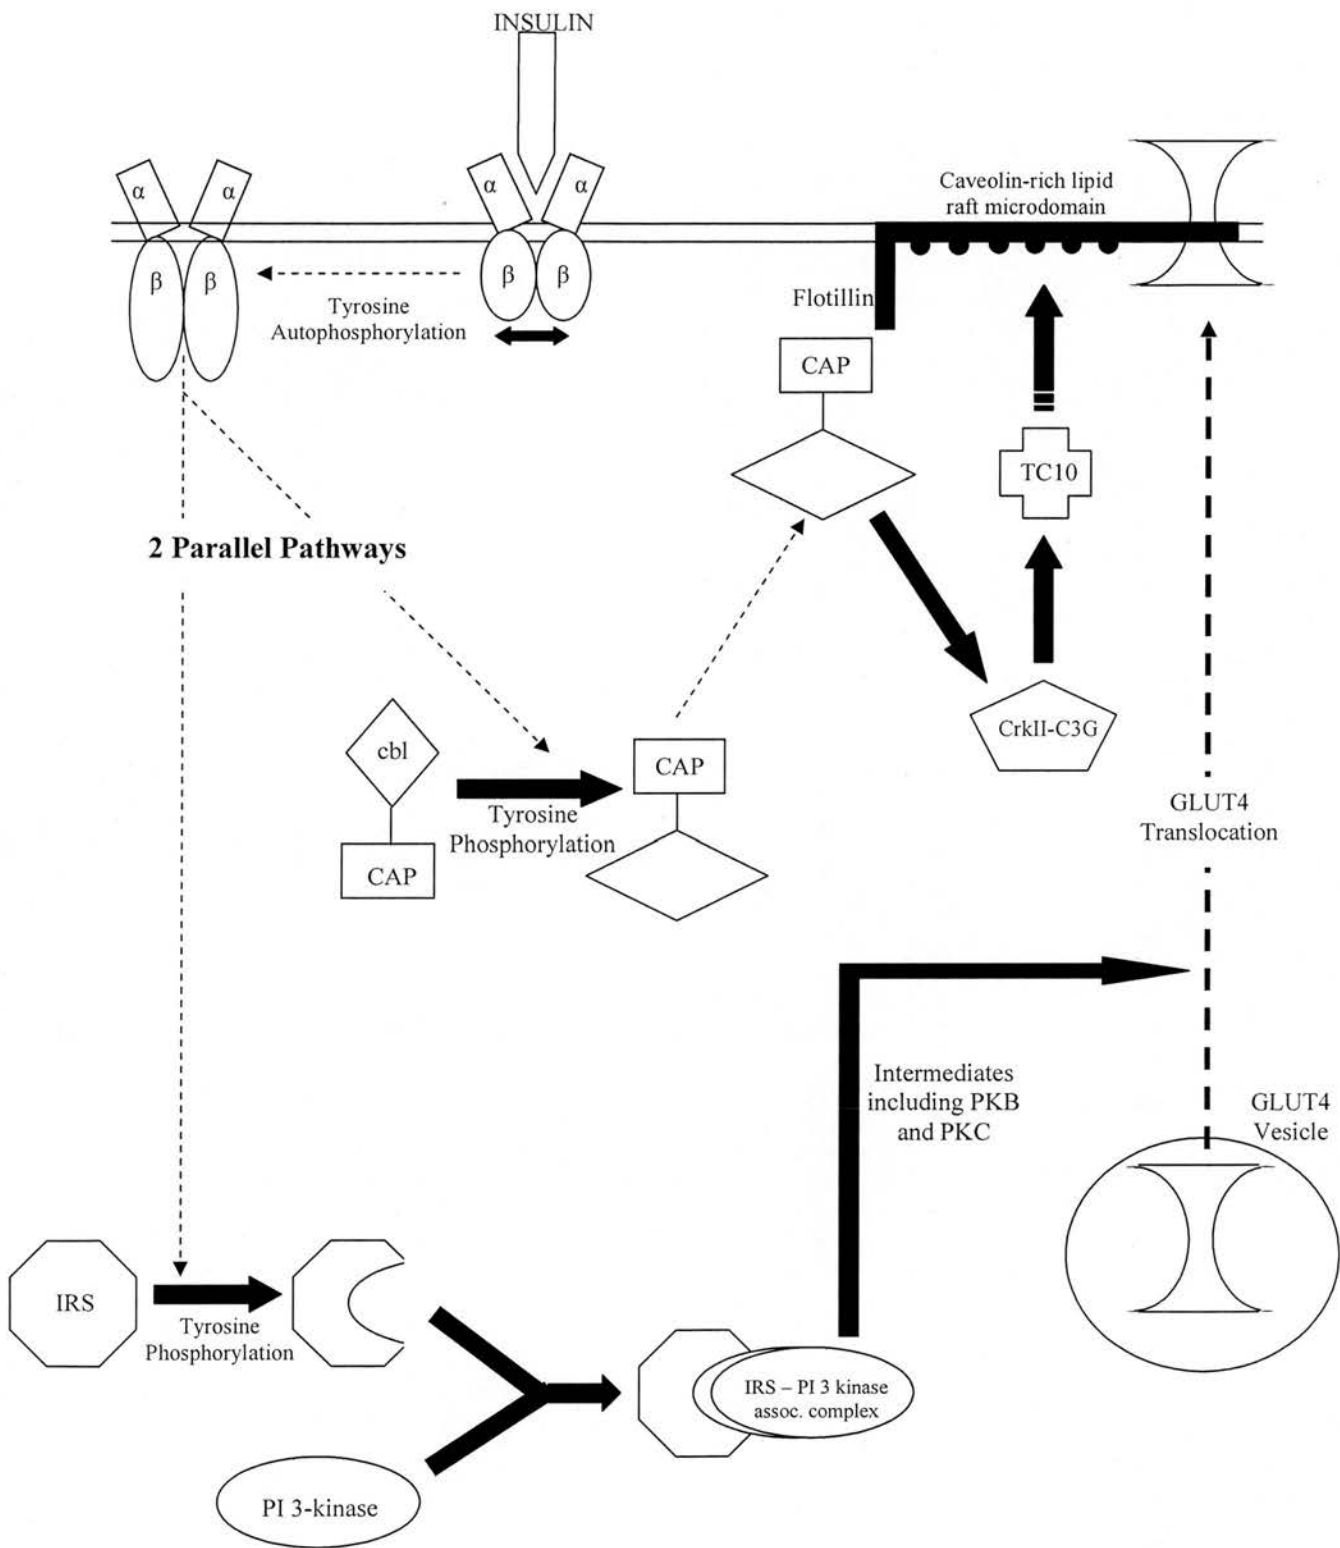 INSULIN
α
α
α
α
Caveolin-rich lipid
raft microdomain
β
β
β
β
Tyrosine
Autophosphorylation
Flotillin
CAP
TC10
2 Parallel Pathways
cbl
CAP
CrkII-C3G
Tyrosine
Phosphorylation
CAP
GLUT4
Translocation
Intermediates
including PKB
and PKC
GLUT4
Vesicle
IRS
Tyrosine
Phosphorylation
IRS – PI 3 kinase
assoc. complex
PI 3-kinase